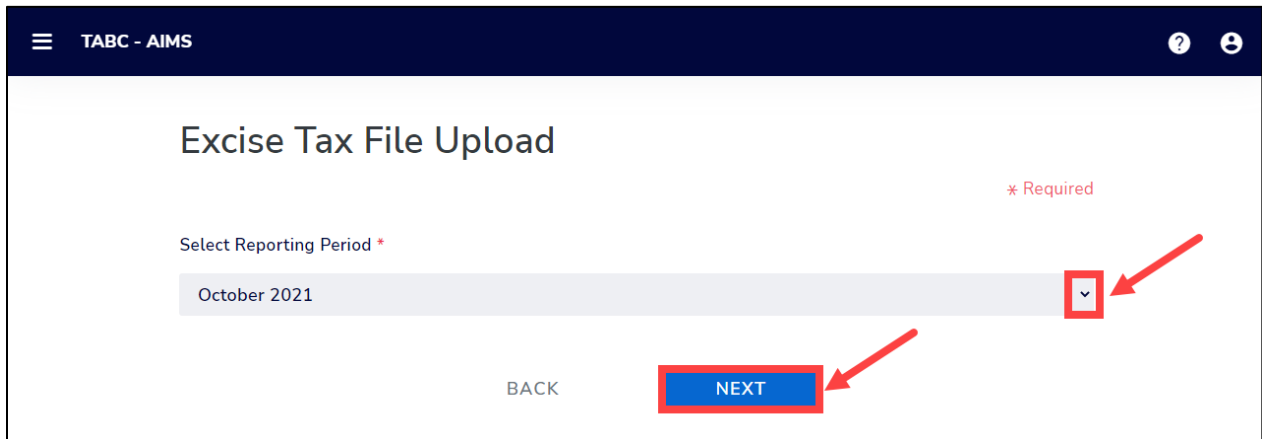 TABC - AIMS
Excise Tax File Upload
* Required
Select Reporting Period *
October 2021
BACK NEXT